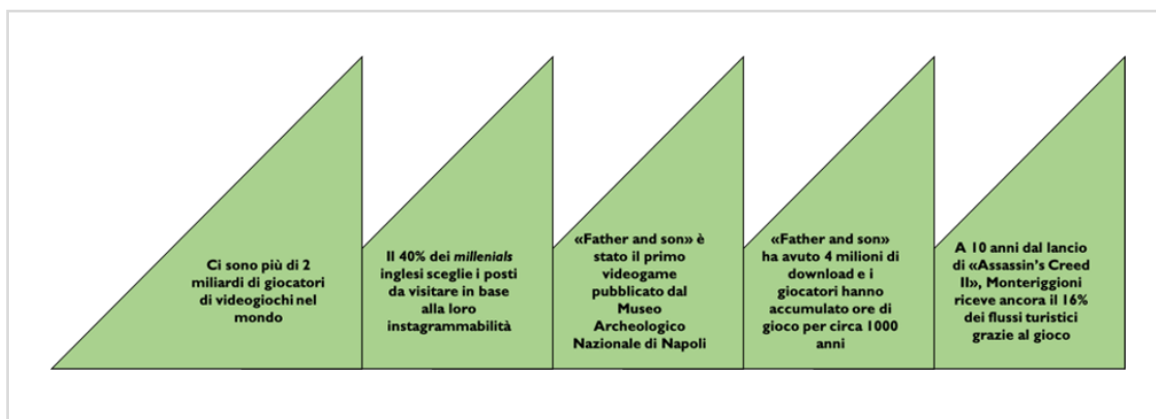 Ci sono più di 2
miliardi di giocatori
di videogiochi nel
mondo
Il 40% dei millenials
inglesi sceglie i posti
da visitare in base
alla loro
instagrammabilità
«Father and son» è
stato il primo
videogame
pubblicato dal
Museo
Archeologico
Nazionale di Napoli
«Father and son»
ha avuto 4 milioni di
download e i
giocatori hanno
accumulato ore di
gioco per circa 1000
anni
A 10 anni dal lancio
di «Assassin's Creed
II», Monteriggioni
riceve ancora il 16%
dei flussi turistici
grazie al gioco